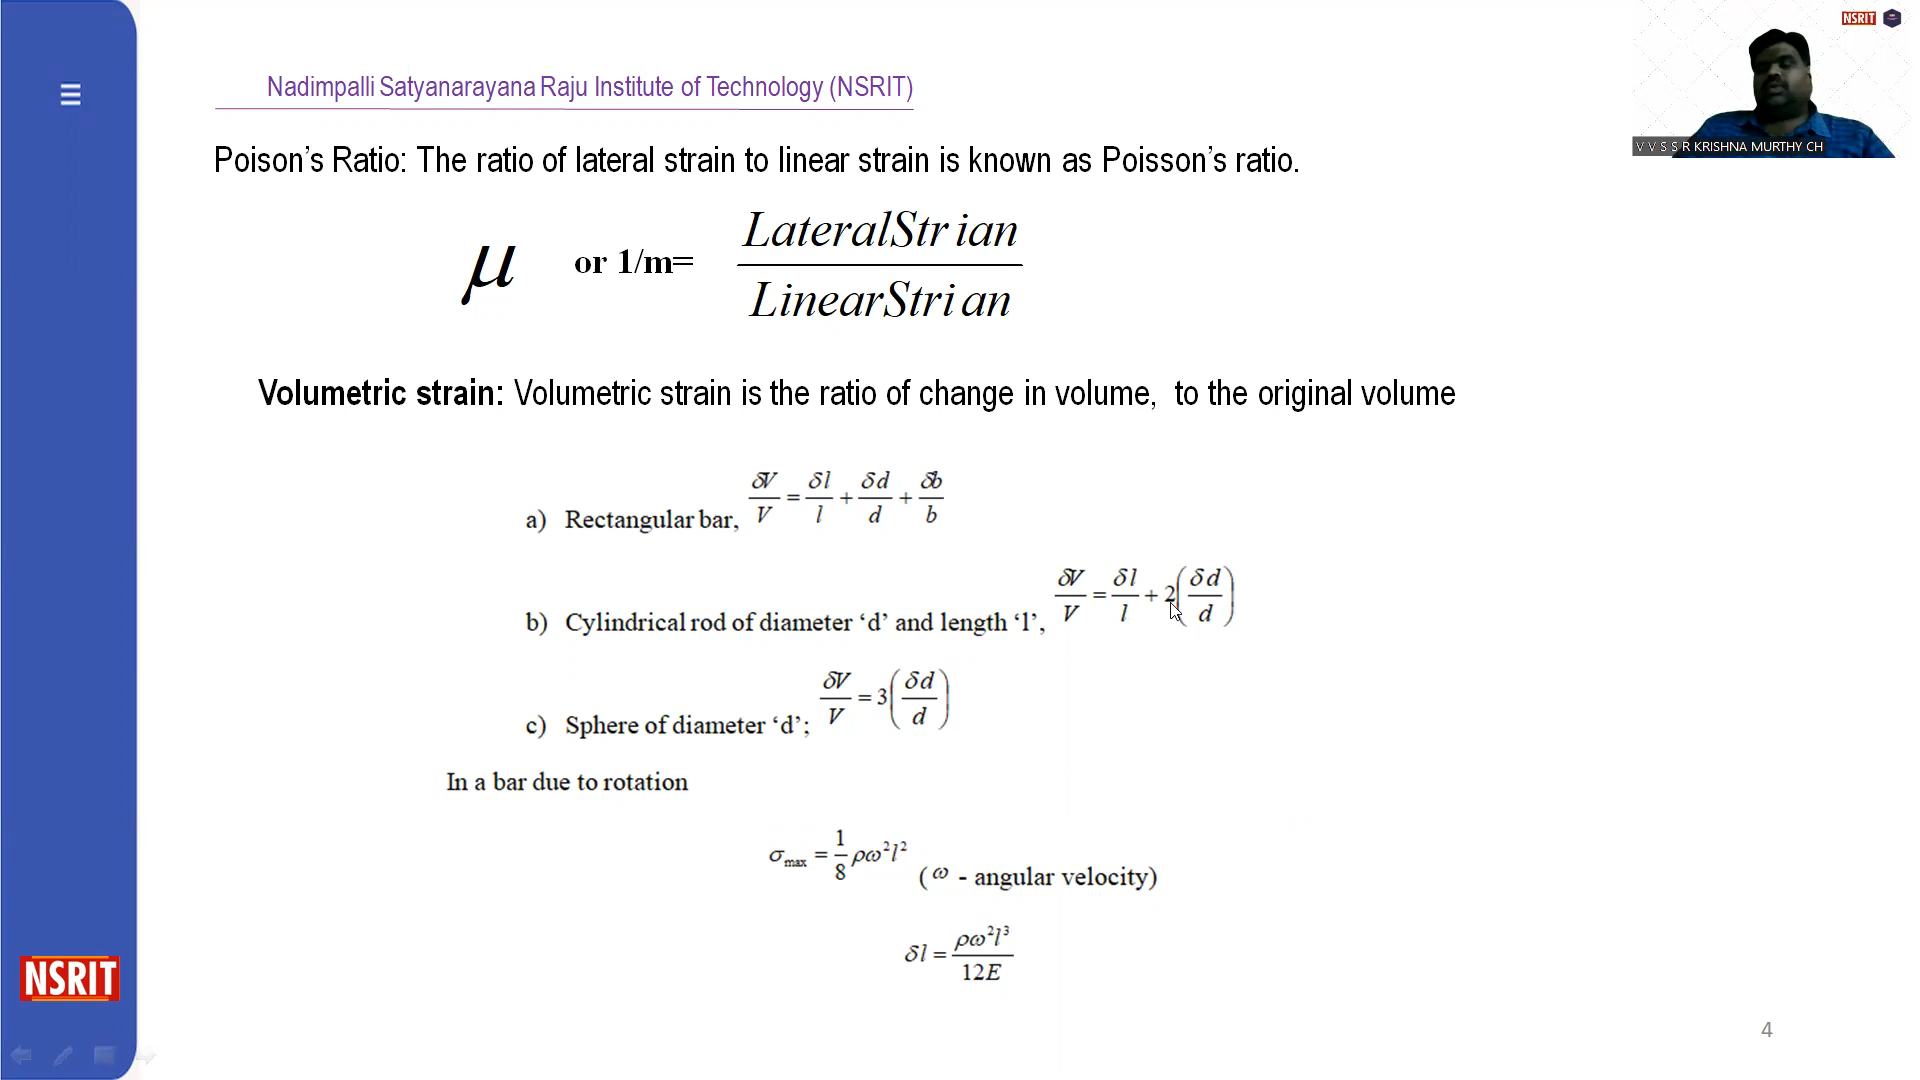 NSRIT
Nadimpalli Satyanarayana Raju Institute of Technology (NSRIT)
V V S S R KRISHNA MURTHY CH
Poison's Ratio: The ratio of lateral strain to linear strain is known as Poisson's ratio.
μ or 1/m= LateralStrian / LinearStrian
Volumetric strain: Volumetric strain is the ratio of change in volume, to the original volume
a) Rectangular bar, δV/V = δl/l + δd/d + δb/b
b) Cylindrical rod of diameter ‘d’ and length ‘l’, δV/V = δl/l + 2(δd/d)
c) Sphere of diameter ‘d’; δV/V = 3(δd/d)
In a bar due to rotation
σmax = 1/8 ρω²l² (ω - angular velocity)
δl = ρω²l³ / 12E
NSRIT
4